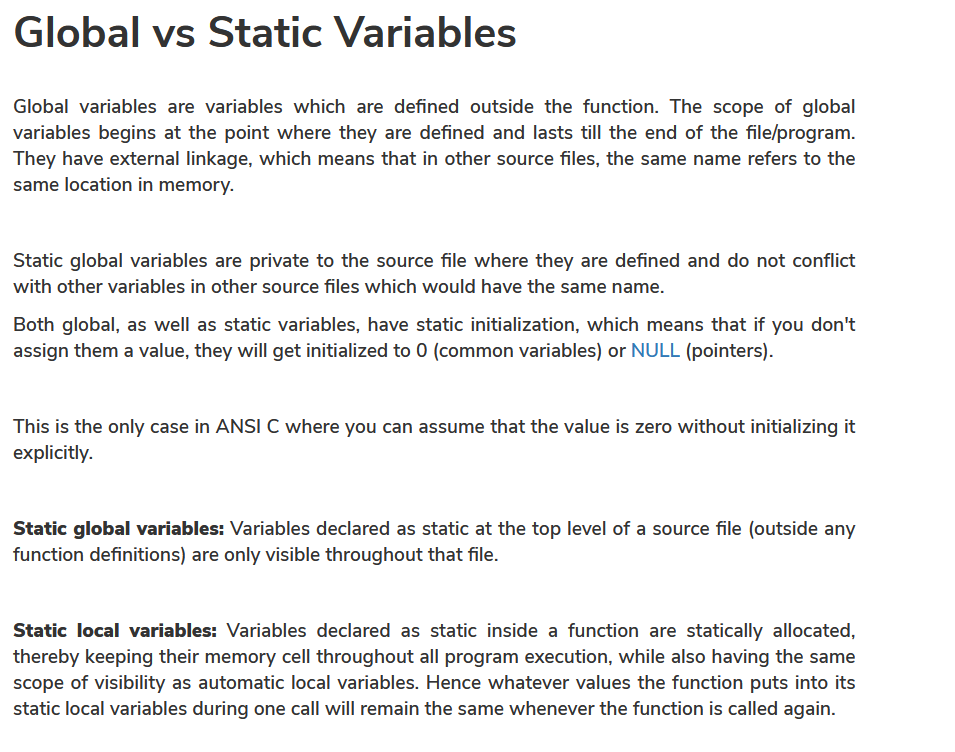 Global vs Static Variables
Global variables are variables which are defined outside the function. The scope of global
variables begins at the point where they are defined and lasts till the end of the file/program.
They have external linkage, which means that in other source files, the same name refers to the
same location in memory.
Static global variables are private to the source file where they are defined and do not conflict
with other variables in other source files which would have the same name.
Both global, as well as static variables, have static initialization, which means that if you don't
assign them a value, they will get initialized to 0 (common variables) or NULL (pointers).
This is the only case in ANSI C where you can assume that the value is zero without initializing it
explicitly.
Static global variables: Variables declared as static at the top level of a source file (outside any
function definitions) are only visible throughout that file.
Static local variables: Variables declared as static inside a function are statically allocated,
thereby keeping their memory cell throughout all program execution, while also having the same
scope of visibility as automatic local variables. Hence whatever values the function puts into its
static local variables during one call will remain the same whenever the function is called again.